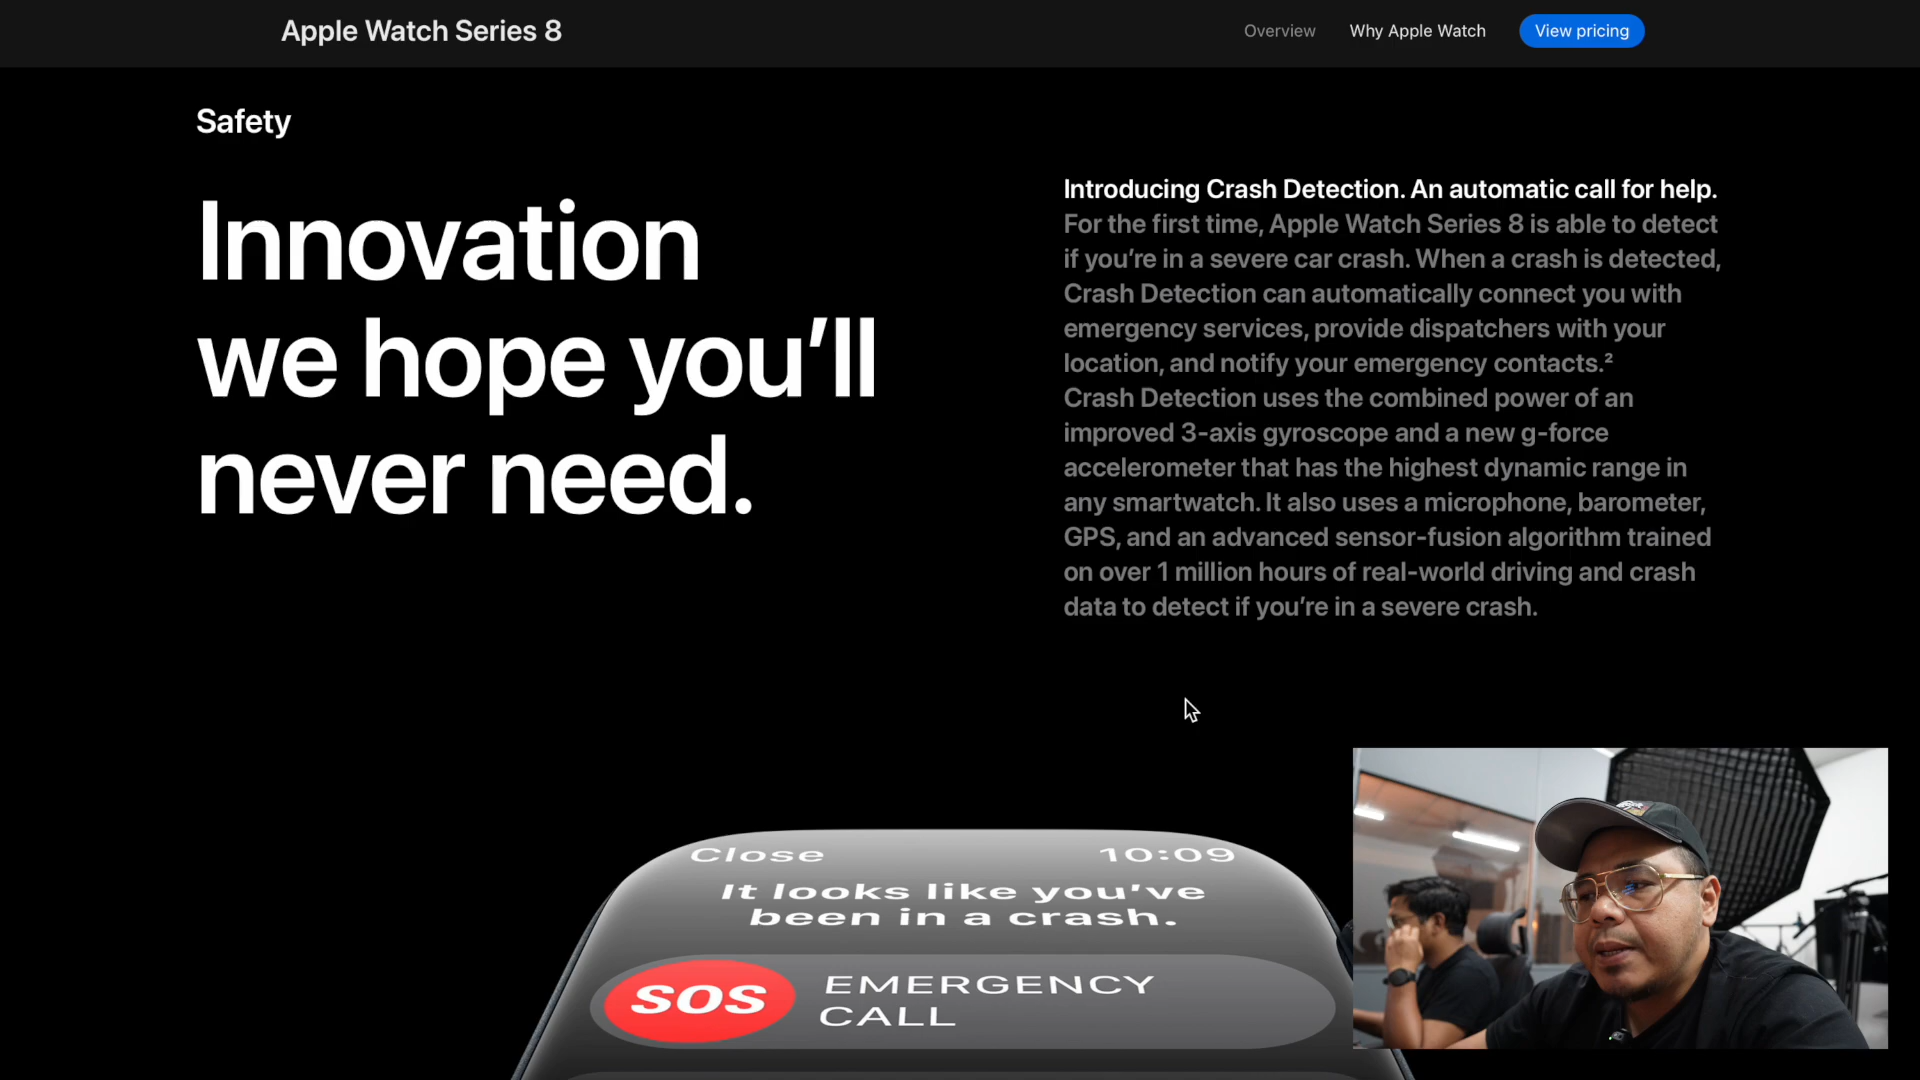 Apple Watch Series 8
Overview
Why Apple Watch
View pricing
Safety
Innovation
we hope you’ll
never need.
Introducing Crash Detection. An automatic call for help.
For the first time, Apple Watch Series 8 is able to detect
if you’re in a severe car crash. When a crash is detected,
Crash Detection can automatically connect you with
emergency services, provide dispatchers with your
location, and notify your emergency contacts.²
Crash Detection uses the combined power of an
improved 3-axis gyroscope and a new g-force
accelerometer that has the highest dynamic range in
any smartwatch. It also uses a microphone, barometer,
GPS, and an advanced sensor-fusion algorithm trained
on over 1 million hours of real-world driving and crash
data to detect if you’re in a severe crash.
Close
10:09
It looks like you’ve
been in a crash.
SOS
EMERGENCY
CALL